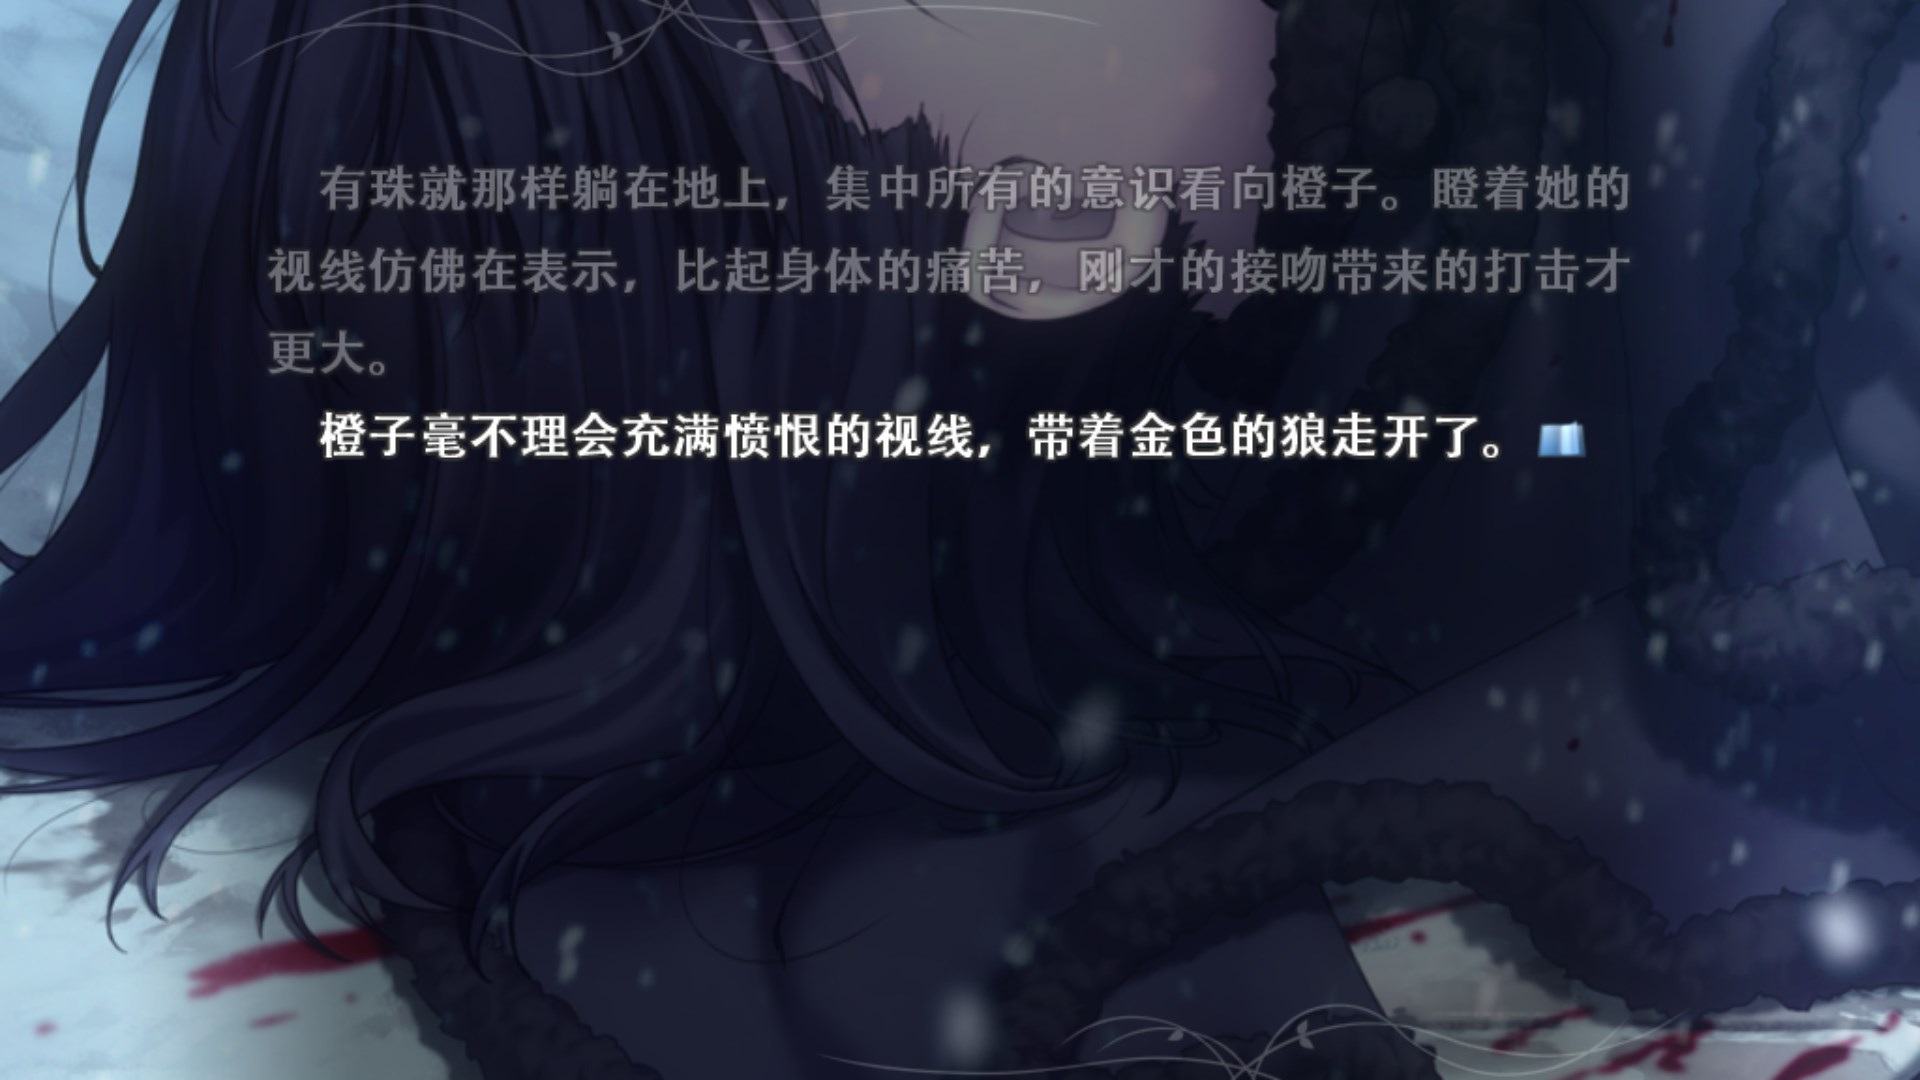 有珠就那样躺在地上，集中所有的意识看向橙子。瞪着她的
视线仿佛在表示，比起身体的痛苦，刚才的接吻带来的打击才
更大。
橙子毫不理会充满愤恨的视线，带着金色的狼走开了。